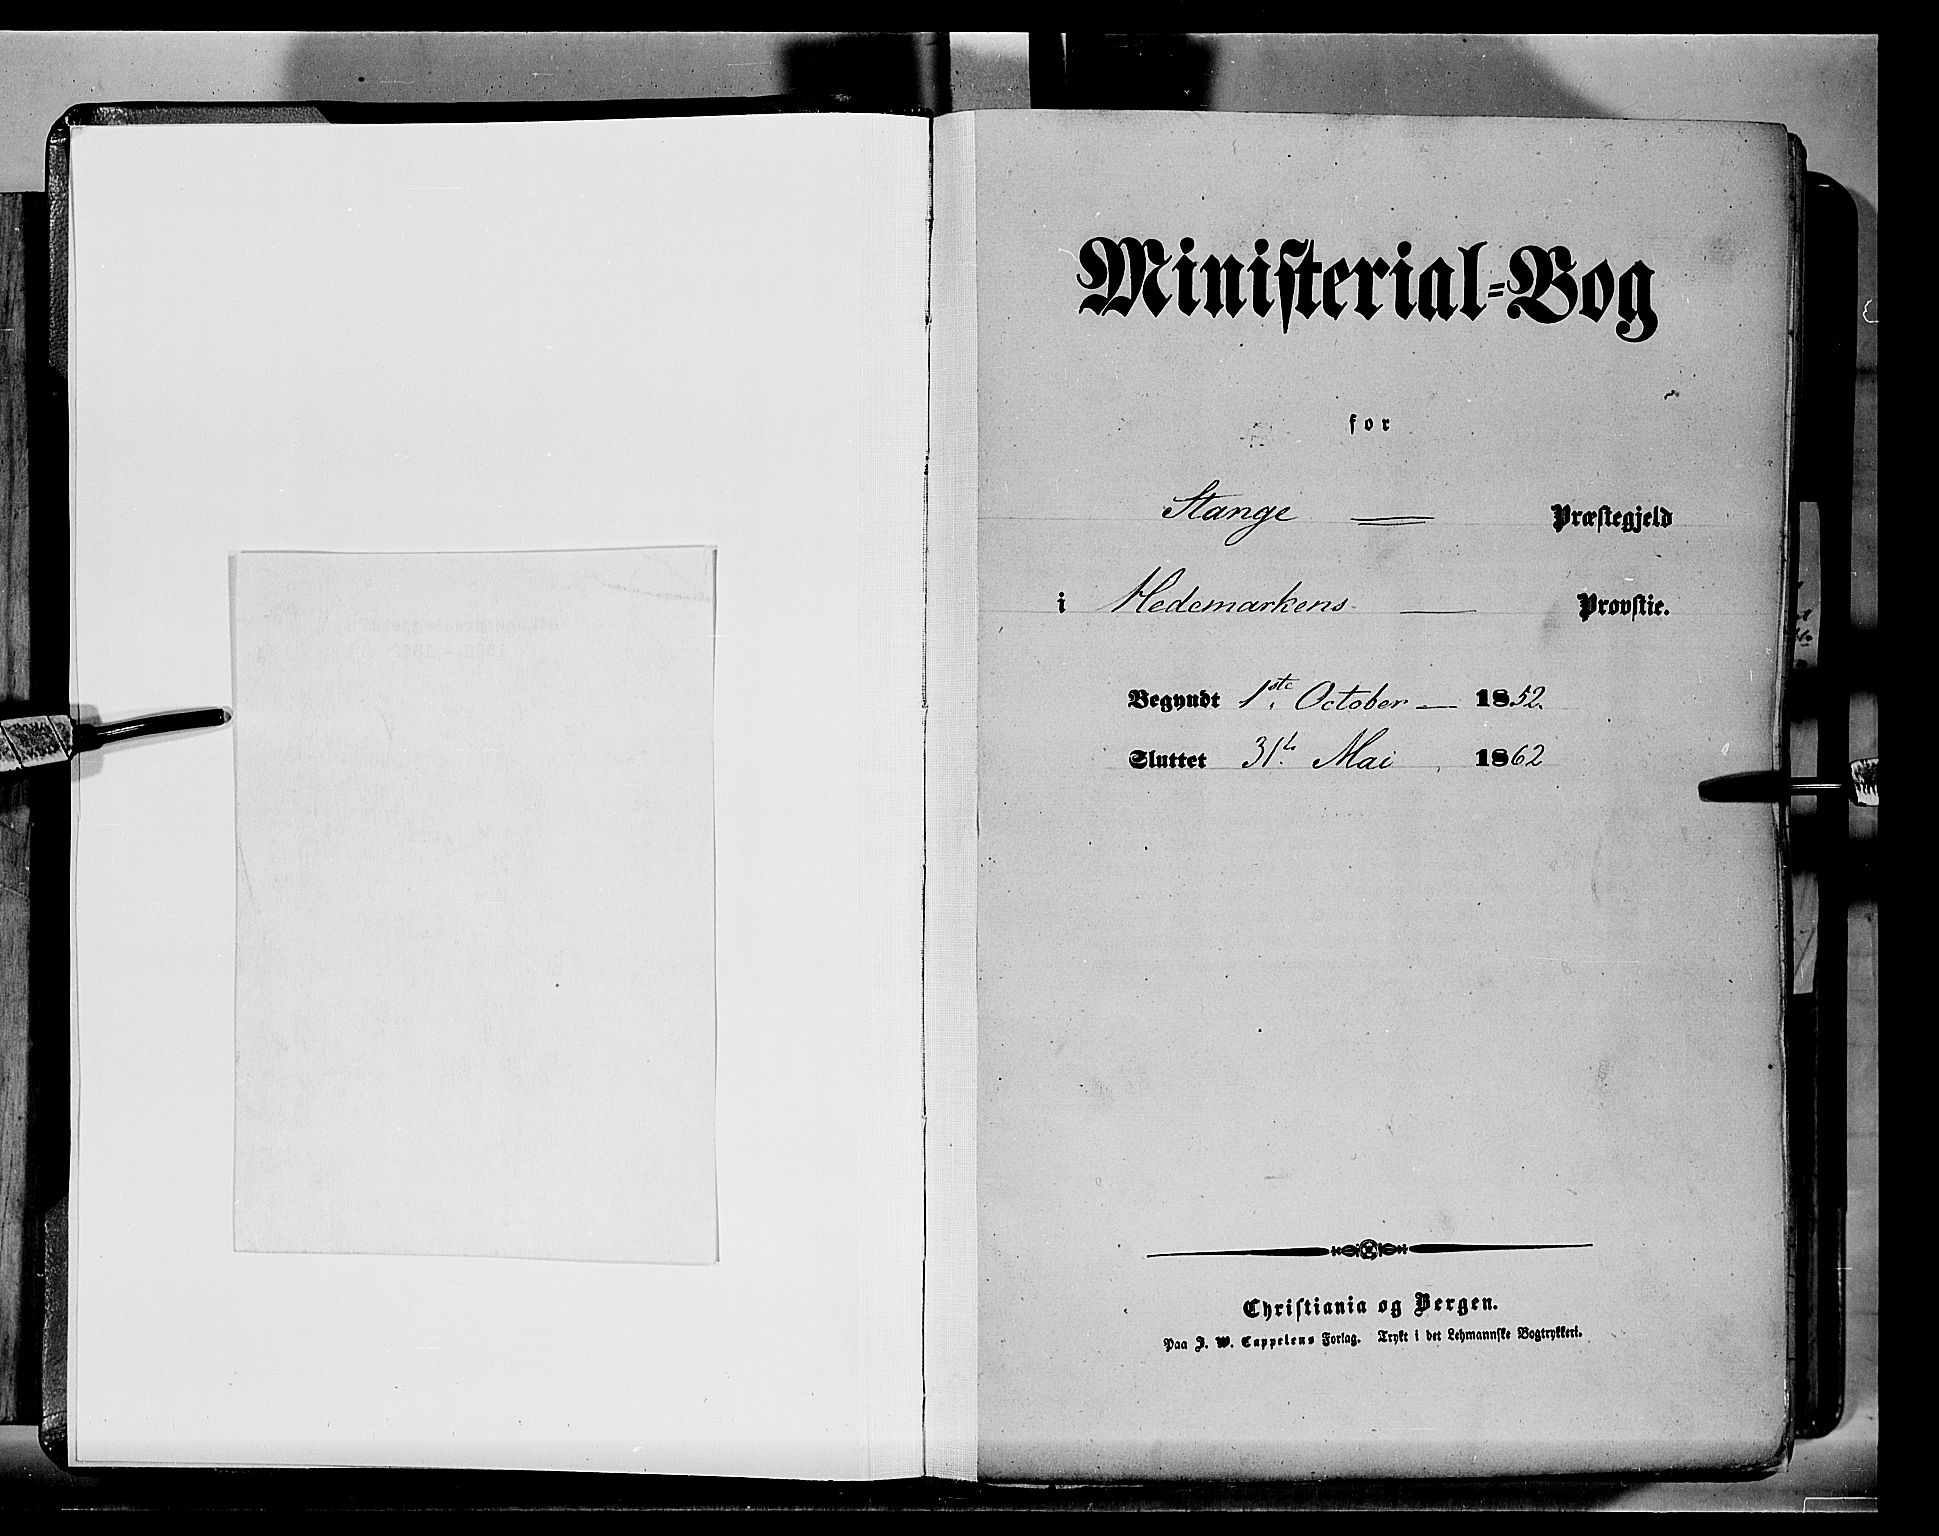 Ministerial-Bog
for
Stange Præstegjeld
i Hedemarkens Provstie.
Begyndt 1ste October 1852.
Sluttet 31te Mai 1862
Christiania og Bergen.
Paa J. W. Cappelens Forlag. Trykt i det Lehmannske Bogtrykkeri.